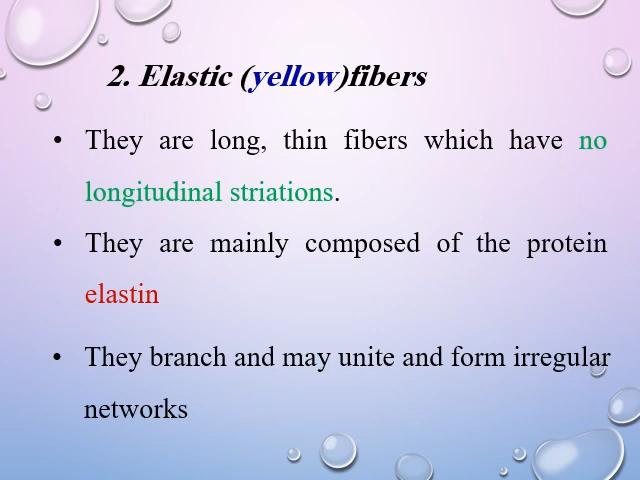 2. Elastic (yellow)fibers
• They are long, thin fibers which have no
longitudinal striations.
• They are mainly composed of the protein
elastin
• They branch and may unite and form irregular
networks